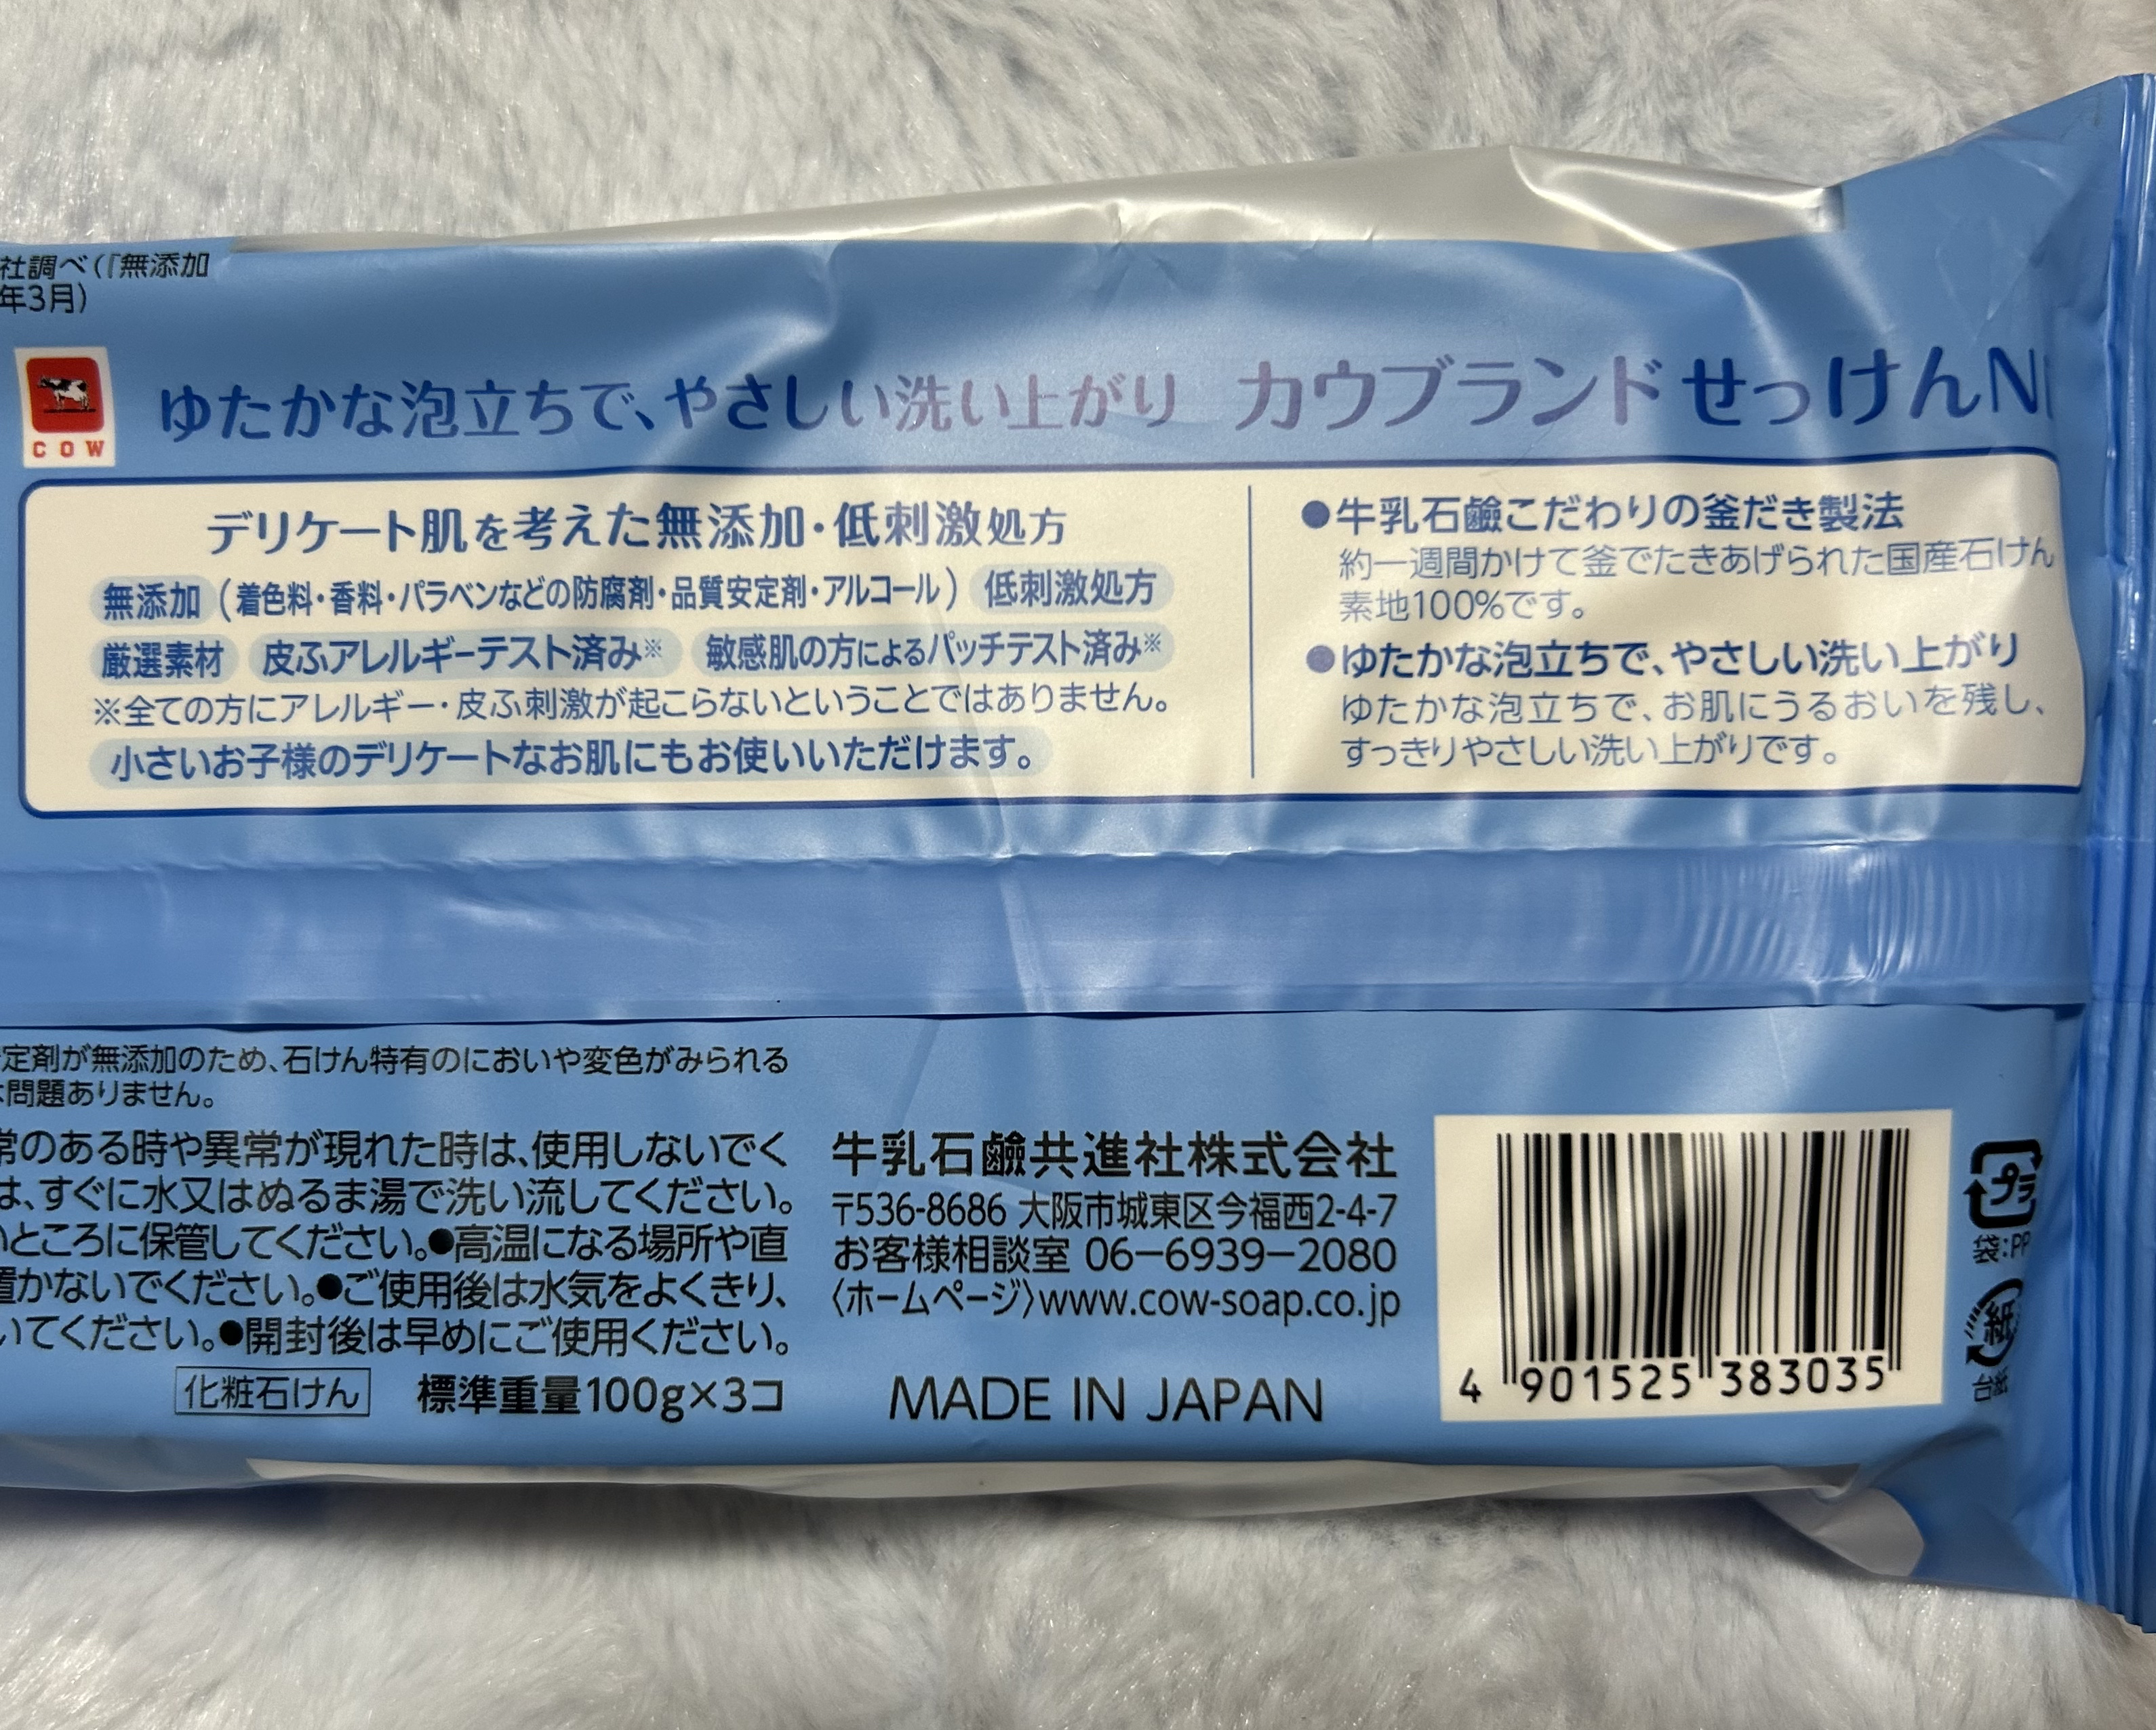 社調べ(「無添加
年3月)
COW
ゆたかな泡立ちで、やさしい洗い上がり カウブランドせっけんN
デリケート肌を考えた無添加・低刺激処方
無添加(着色料・香料・パラベンなどの防腐剤・品質安定剤・アルコール) 低刺激処方
厳選素材 皮ふアレルギーテスト済み※ 敏感肌の方によるパッチテスト済み※
※全ての方にアレルギー・皮ふ刺激が起こらないということではありません。
小さいお子様のデリケートなお肌にもお使いいただけます。
●牛乳石鹼こだわりの釜だき製法
約一週間かけて釜でたきあげられた国産石けん
素地100%です。
●ゆたかな泡立ちで、やさしい洗い上がり
ゆたかな泡立ちで、お肌にうるおいを残し、
すっきりやさしい洗い上がりです。
定剤が無添加のため、石けん特有のにおいや変色がみられる
問題ありません。
常のある時や異常が現れた時は、使用しないでく
は、すぐに水又はぬるま湯で洗い流してください。
いところに保管してください。●高温になる場所や直
置かないでください。●ご使用後は水気をよくきり、
いてください。●開封後は早めにご使用ください。
化粧石けん 標準重量100g×3コ
牛乳石鹼共進社株式会社
〒536-8686 大阪市城東区今福西2-4-7
お客様相談室 06−6939−2080
〈ホームページ〉www.cow-soap.co.jp
MADE IN JAPAN
4 901525 383035
プラ
袋:PP
紙
台紙